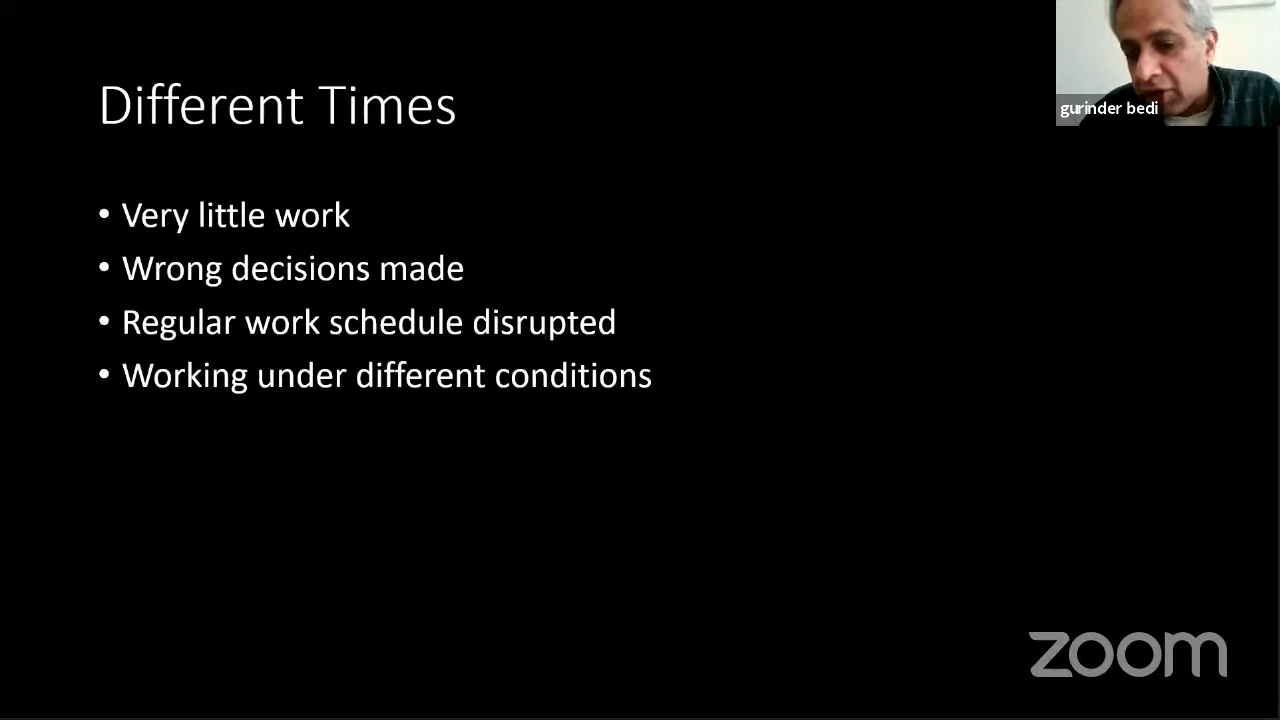 Different Times
gurinder bedi
• Very little work
• Wrong decisions made
• Regular work schedule disrupted
• Working under different conditions
zoom